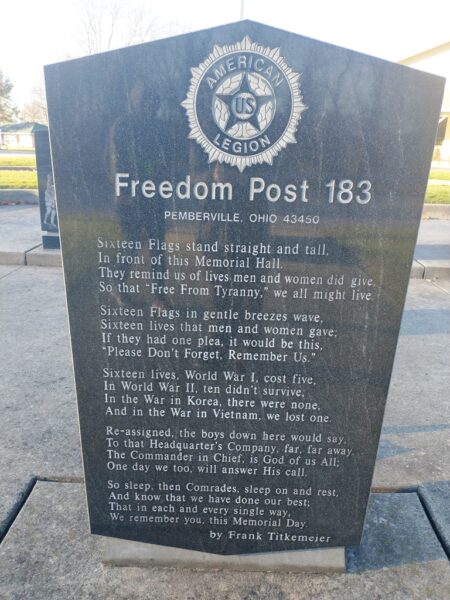 AMERICAN
US
LEGION
Freedom Post 183
PEMBERVILLE, OHIO 43450
Sixteen Flags stand straight and tall,
In front of this Memorial Hall.
They remind us of lives men and women did give,
So that "Free From Tyranny," we all might live.
Sixteen Flags in gentle breezes wave,
Sixteen lives that men and women gave;
If they had one plea, it would be this,
"Please Don't Forget, Remember Us."
Sixteen lives, World War I, cost five,
In World War II, ten didn't survive,
In the War in Korea, there were none,
And in the War in Vietnam, we lost one.
Re-assigned, the boys down here would say,
To that Headquarter's Company, far, far away.
The Commander in Chief, is God of us All;
One day we too, will answer His call.
So sleep, then Comrades, sleep on and rest,
And know that we have done our best;
That in each and every single way,
We remember you, this Memorial Day.
by Frank Titkemeier